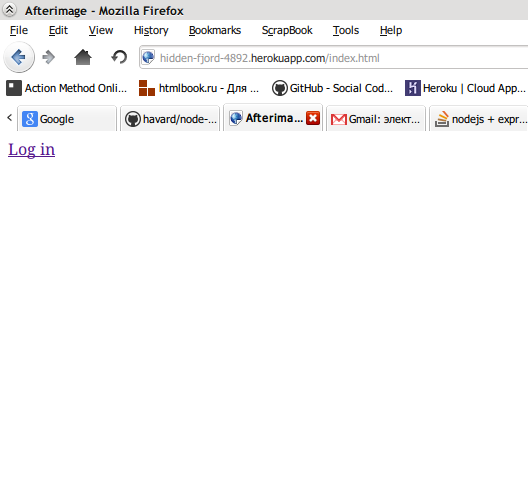 Afterimage - Mozilla Firefox
File Edit View History Bookmarks ScrapBook Tools Help
hidden-fjord-4892.herokuapp.com/index.html
Action Method Onli... htmlbook.ru - Для ... GitHub - Social Cod... Heroku | Cloud App...
Google havard/node-... Afterima... Gmail: элект... nodejs + expr...
Log in